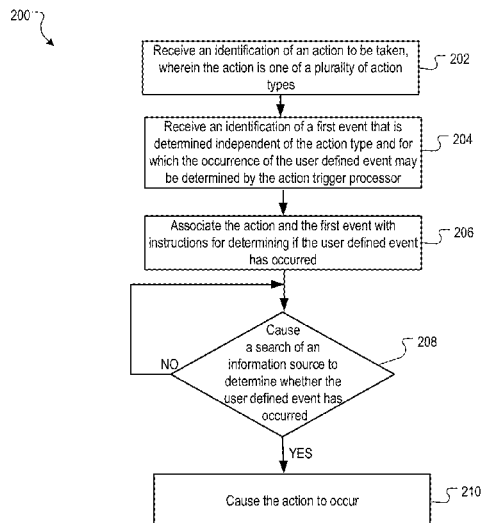 200
Receive an identification of an action to be taken,
wherein the action is one of a plurality of action
types
202
Receive an identification of a first event that is
determined independent of the action type and for
which the occurrence of the user defined event may
be determined by the action trigger processor
204
Associate the action and the first event with
instructions for determining if the user defined event
has occurred
206
Cause
a search of an
information source to
determine whether the
user defined event has
occurred
208
NO
YES
Cause the action to occur
210